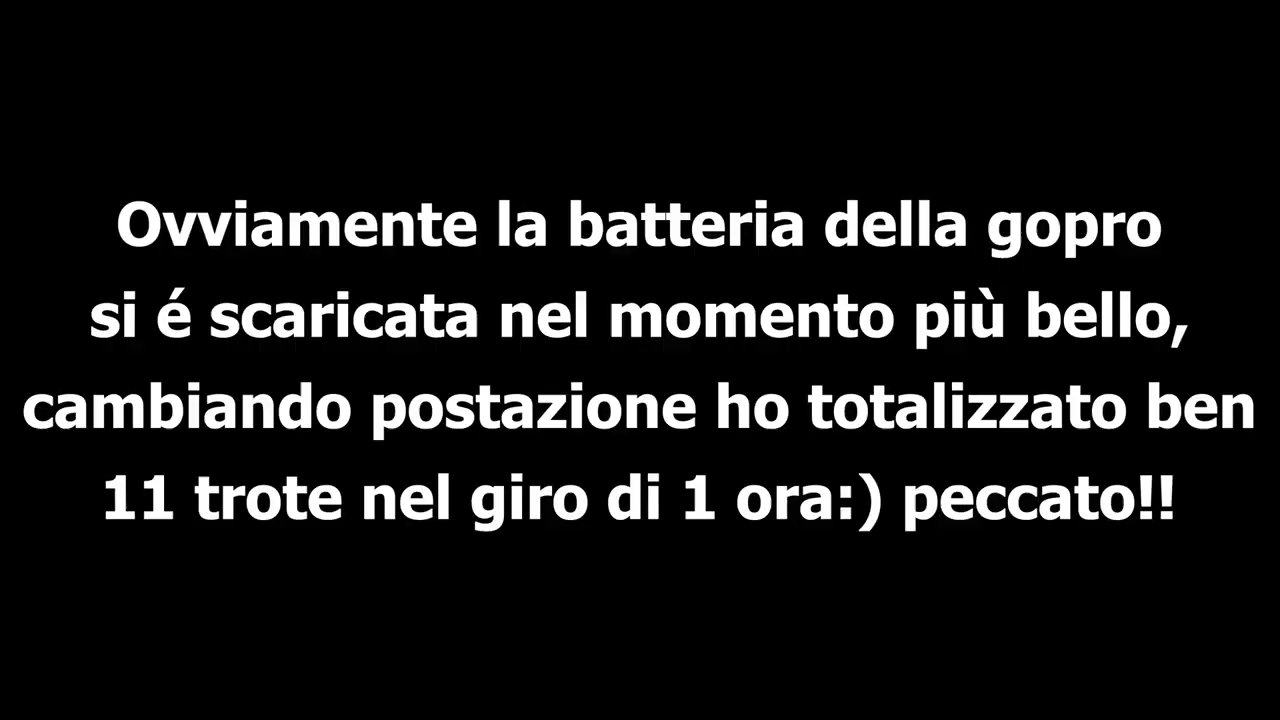 Ovviamente la batteria della gopro
si é scaricata nel momento più bello,
cambiando postazione ho totalizzato ben
11 trote nel giro di 1 ora:) peccato!!